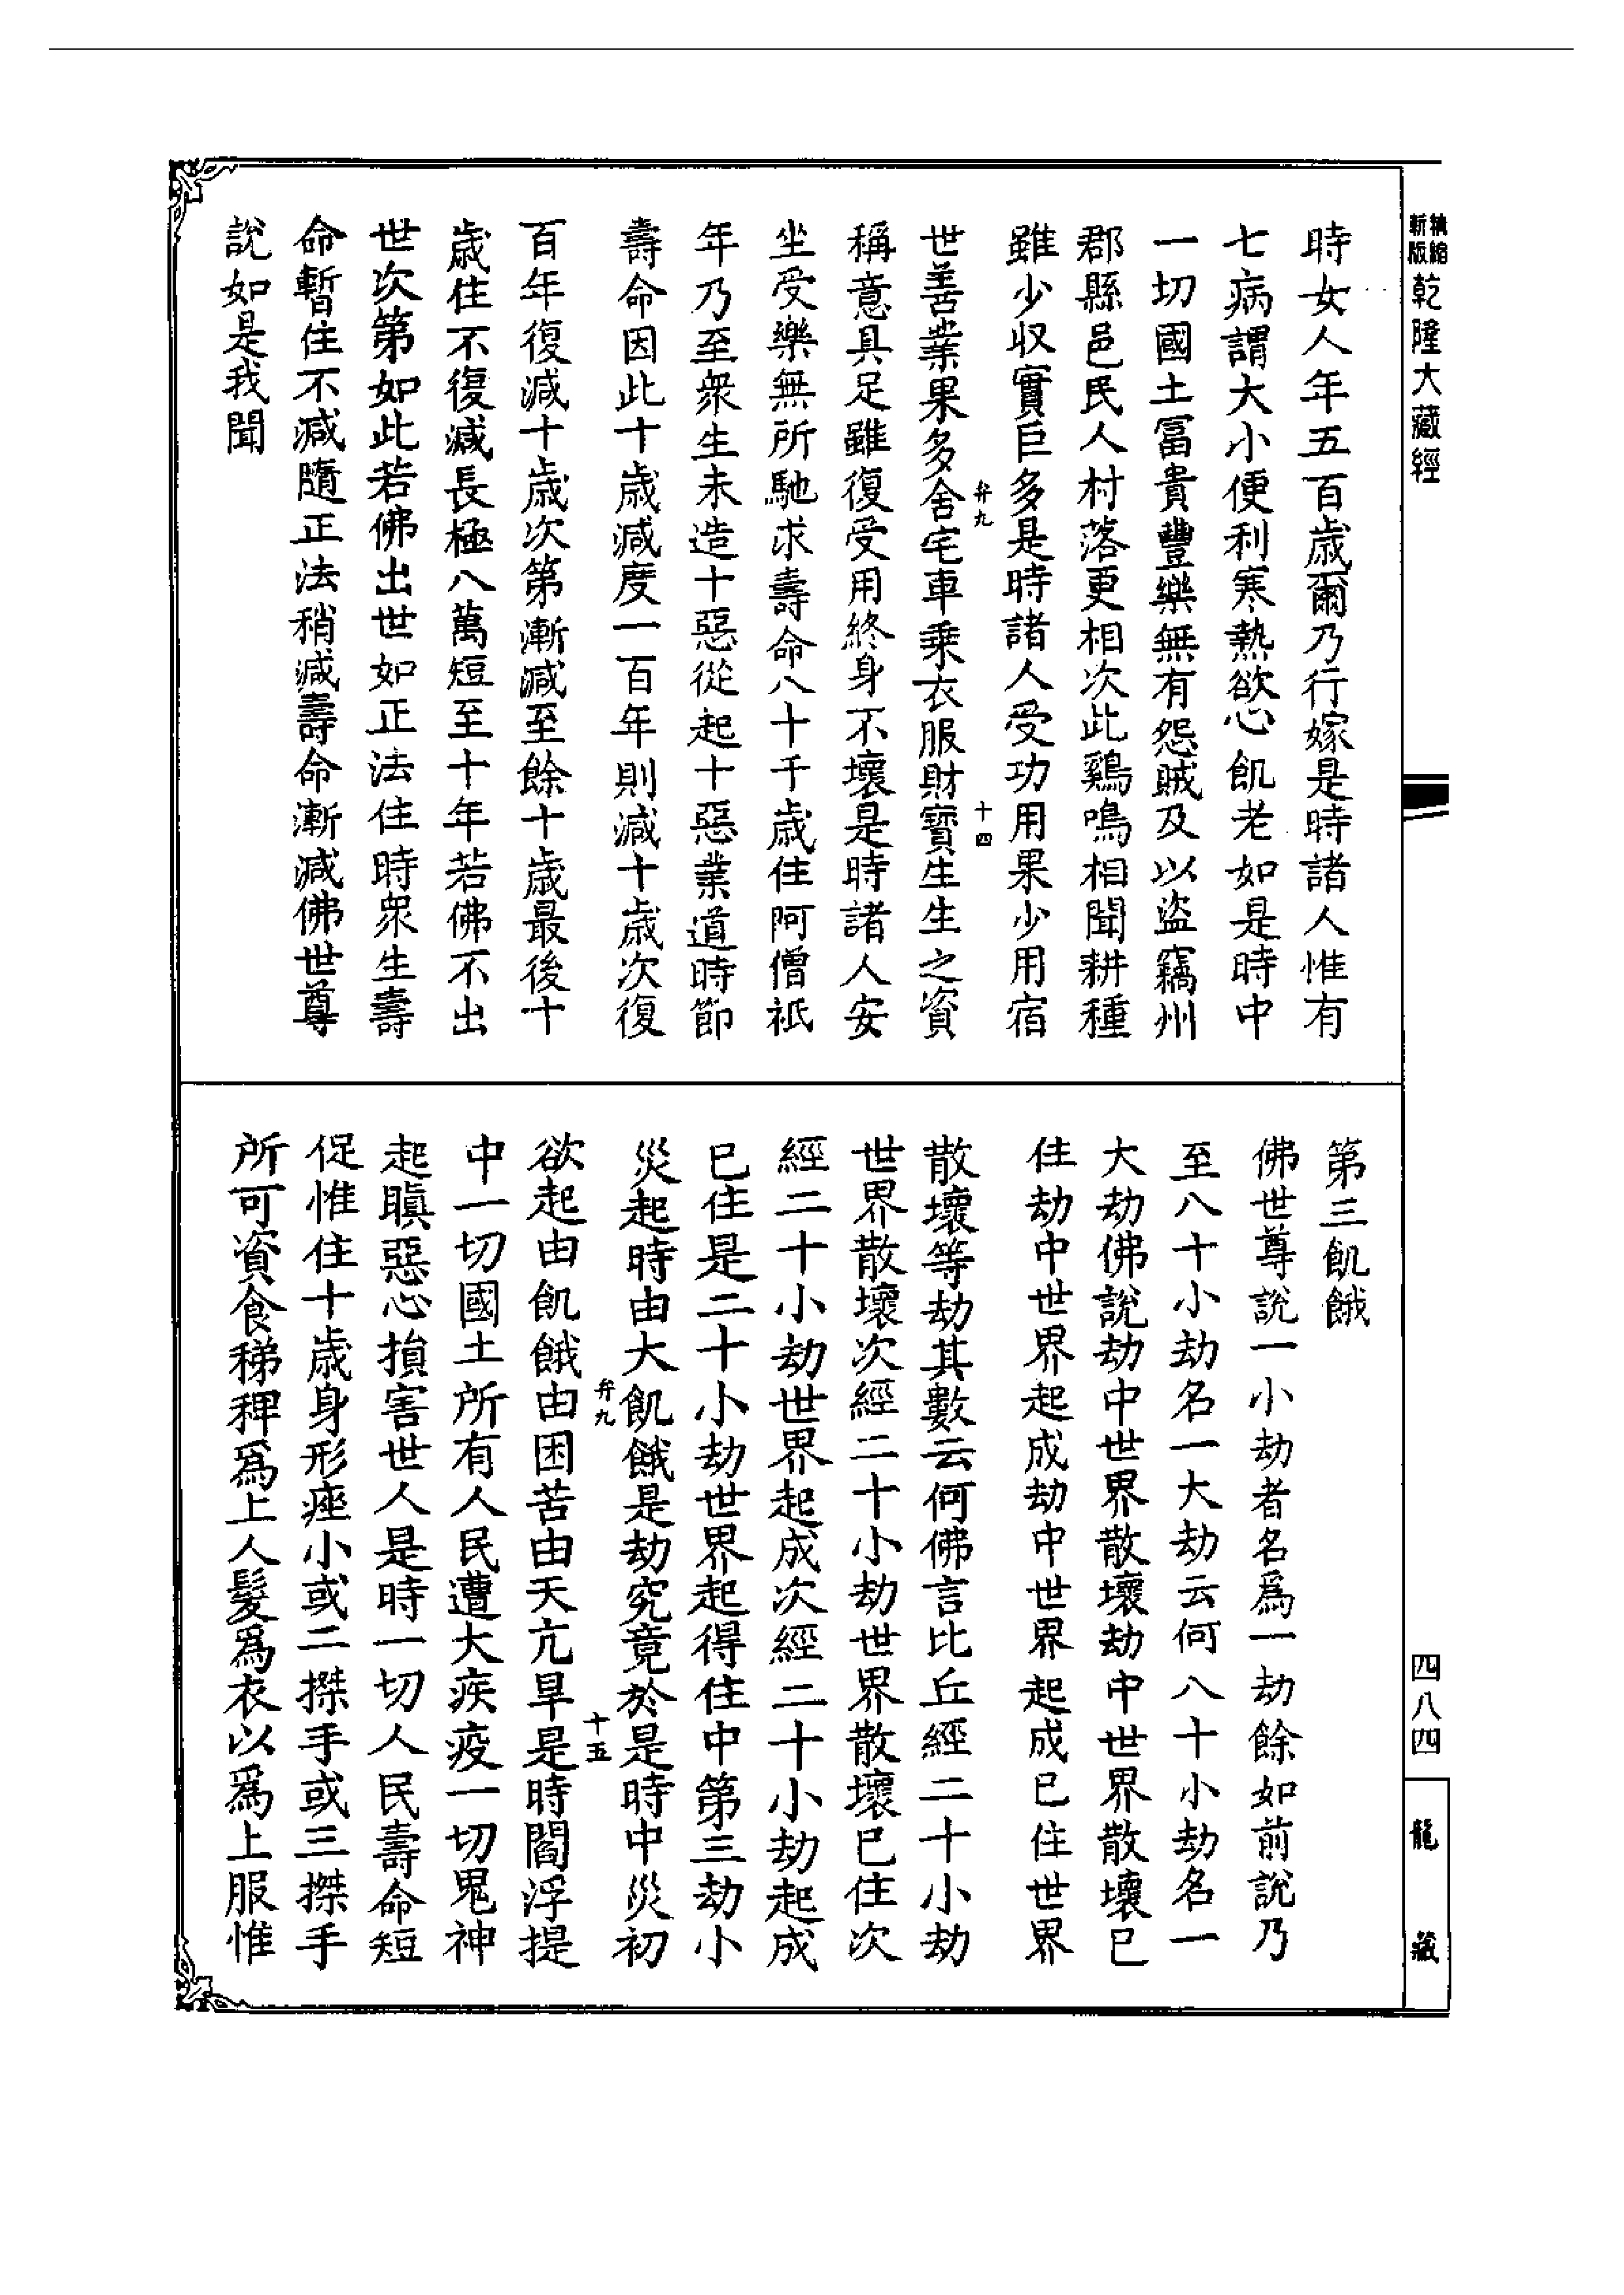 新版精縮乾隆大藏經
時女人年五百歲爾乃行嫁是時諸人惟有
七病謂大小便利寒熱欲心飢老如是時中
一切國土富貴豐樂無有怨賊及以盜竊州
郡縣邑民人村落更相次此鷄鳴相聞耕種
雖少収實巨多是時諸人受功用果少用宿
弁九 十四
世善業果多舍宅車乗衣服財寶生生之資
稱意具足雖復受用終身不壞是時諸人安
坐受樂無所馳求壽命八十千歲住阿僧祇
年乃至衆生未造十惡從起十惡業道時節
壽命因此十歲減度一百年則減十歲次復
百年復減十歲次第漸減至餘十歲最後十
歲住不復減長極八萬短至十年若佛不出
世次第如此若佛出世如正法住時衆生壽
命暫住不減隨正法稍減壽命漸減佛世尊
說如是我聞
第三飢餓
佛世尊說一小劫者名爲一劫餘如前說乃
至八十小劫名一大劫云何八十小劫名一
大劫佛說劫中世界散壞劫中世界散壞已
住劫中世界起成劫中世界起成已住世界
散壞等劫其數云何佛言比丘經二十小劫
世界散壞次經二十小劫世界散壞已住次
經二十小劫世界起成次經二十小劫起成
已住是二十小劫世界起得住中第三劫小
災起時由大飢餓是劫究竟於是時中災初
弁九 十五
欲起由飢餓由困苦由天亢旱是時閻浮提
中一切國土所有人民遭大疾疫一切鬼神
起瞋惡心損害世人是時一切人民壽命短
促惟住十歲身形痤小或二搩手或三搩手
所可資食稊稗爲上人髮爲衣以爲上服惟
四八四
龍藏